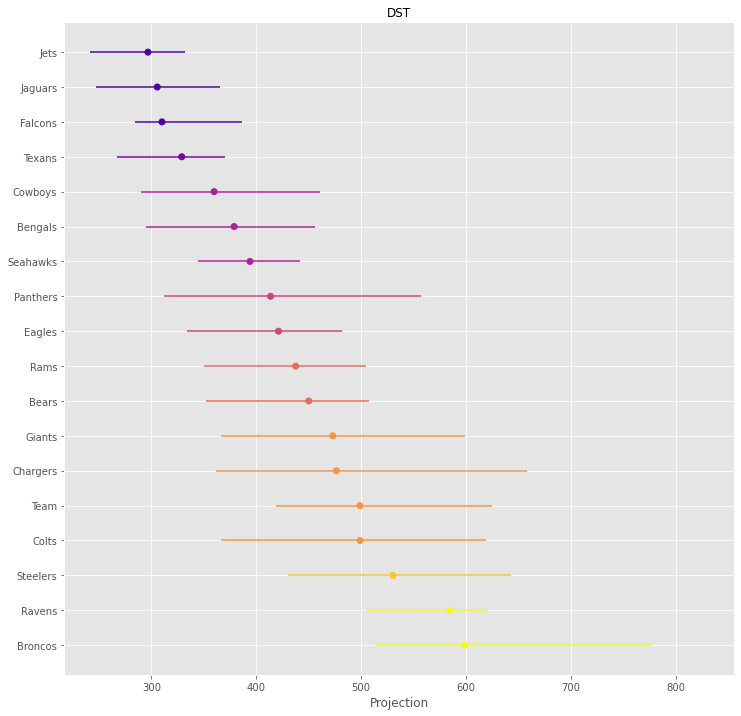 DST
Jets
Jaguars
Falcons
Texans
Cowboys
Bengals
Seahawks
Panthers
Eagles
Rams
Bears
Giants
Chargers
Team
Colts
Steelers
Ravens
Broncos
300 400 500 600 700 800
Projection